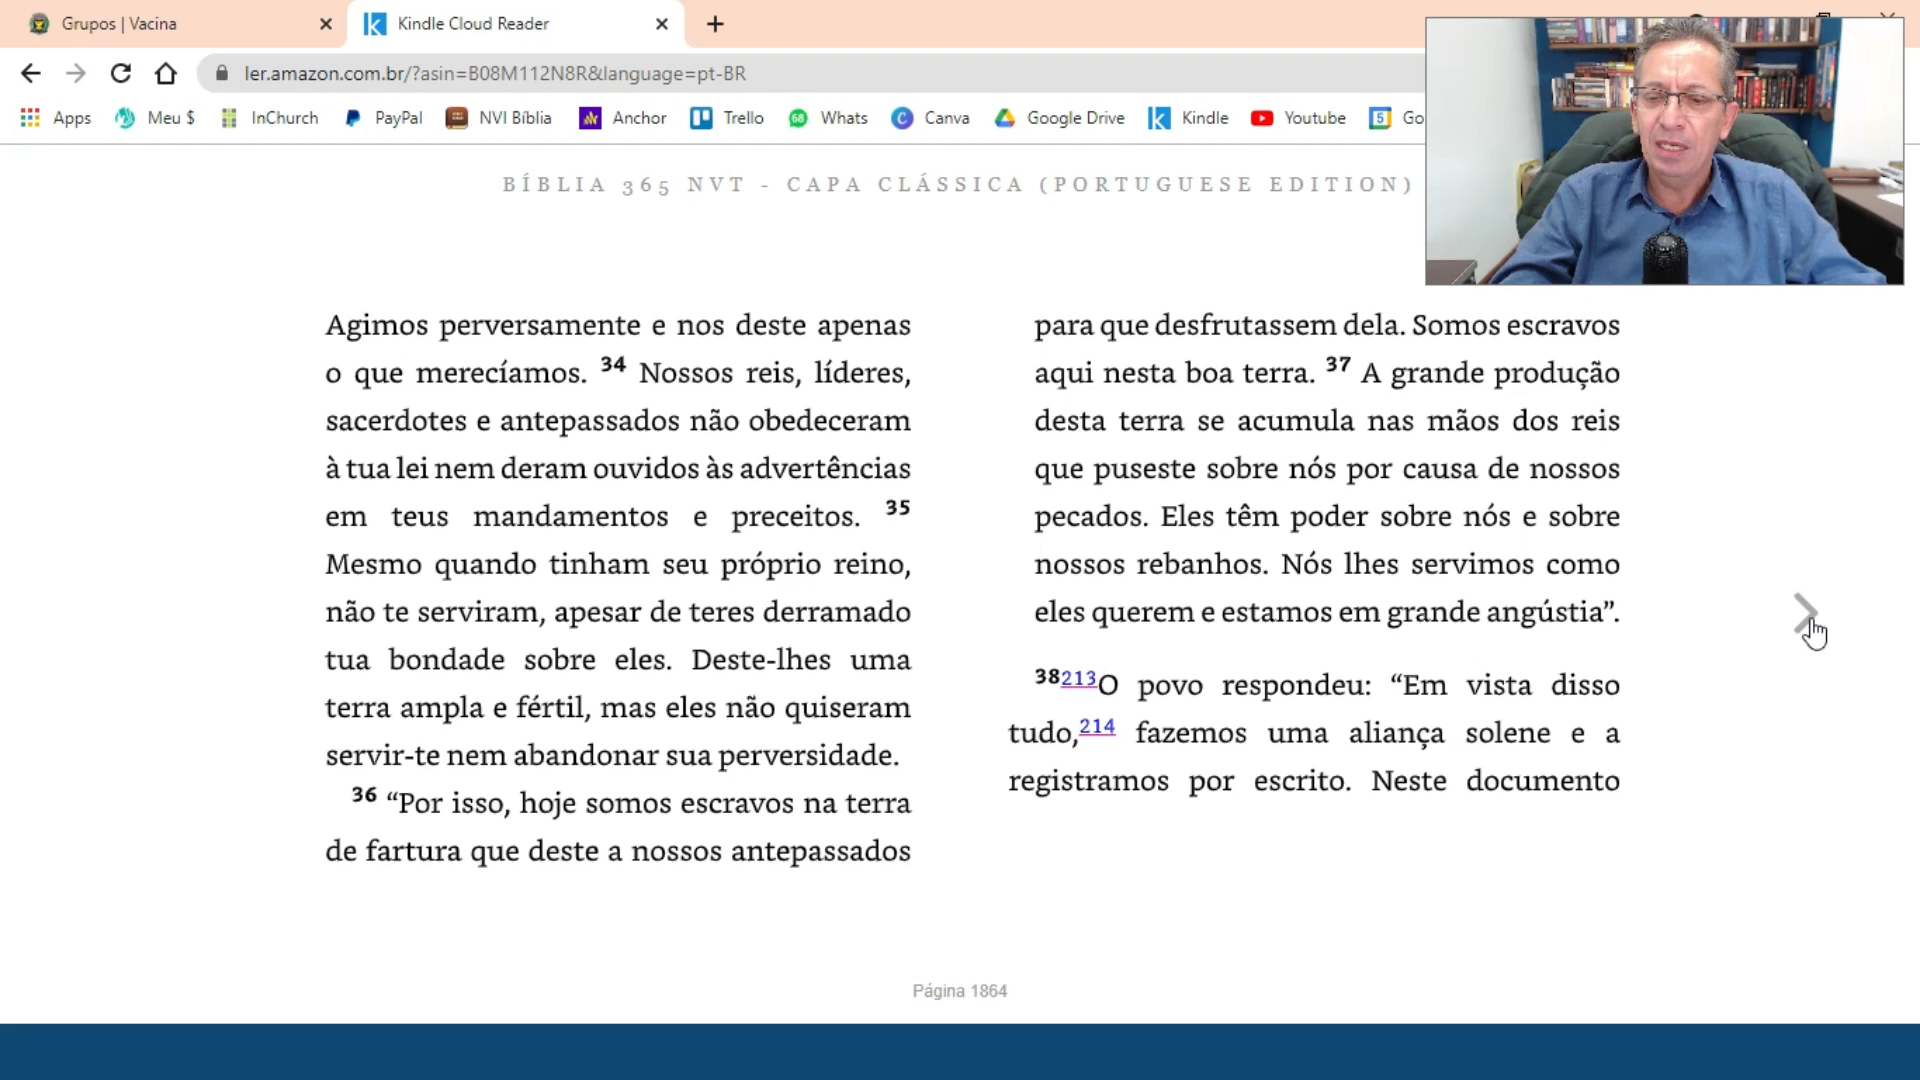 Grupos | Vacina
Kindle Cloud Reader
ler.amazon.com.br/?asin=B08M112N8R&language=pt-BR
Apps Meu $ InChurch PayPal NVI Bíblia Anchor Trello 68 Whats C Canva Google Drive Kindle Youtube 5 Go
BÍBLIA 365 NVT - CAPA CLÁSSICA (PORTUGUESE EDITION)
Agimos perversamente e nos deste apenas
o que merecíamos. 34 Nossos reis, líderes,
sacerdotes e antepassados não obedeceram
à tua lei nem deram ouvidos às advertências
em teus mandamentos e preceitos. 35
Mesmo quando tinham seu próprio reino,
não te serviram, apesar de teres derramado
tua bondade sobre eles. Deste-lhes uma
terra ampla e fértil, mas eles não quiseram
servir-te nem abandonar sua perversidade.
36 “Por isso, hoje somos escravos na terra
de fartura que deste a nossos antepassados
para que desfrutassem dela. Somos escravos
aqui nesta boa terra. 37 A grande produção
desta terra se acumula nas mãos dos reis
que puseste sobre nós por causa de nossos
pecados. Eles têm poder sobre nós e sobre
nossos rebanhos. Nós lhes servimos como
eles querem e estamos em grande angústia”.
38213O povo respondeu: “Em vista disso
tudo,214 fazemos uma aliança solene e a
registramos por escrito. Neste documento
Página 1864